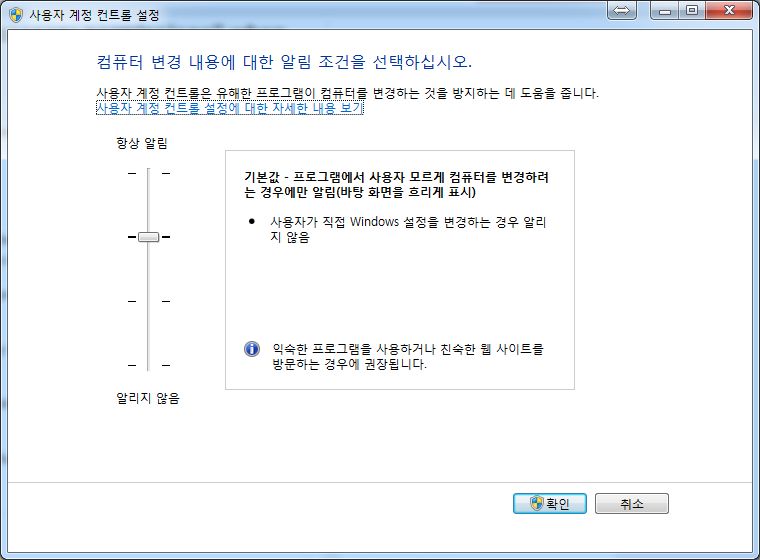 사용자 계정 컨트롤 설정
컴퓨터 변경 내용에 대한 알림 조건을 선택하십시오.
사용자 계정 컨트롤은 유해한 프로그램이 컴퓨터를 변경하는 것을 방지하는 데 도움을 줍니다.
사용자 계정 컨트롤 설정에 대한 자세한 내용 보기
항상 알림
기본값 - 프로그램에서 사용자 모르게 컴퓨터를 변경하려
는 경우에만 알림(바탕 화면을 흐리게 표시)
• 사용자가 직접 Windows 설정을 변경하는 경우 알리
지 않음
익숙한 프로그램을 사용하거나 친숙한 웹 사이트를
방문하는 경우에 권장됩니다.
알리지 않음
확인
취소